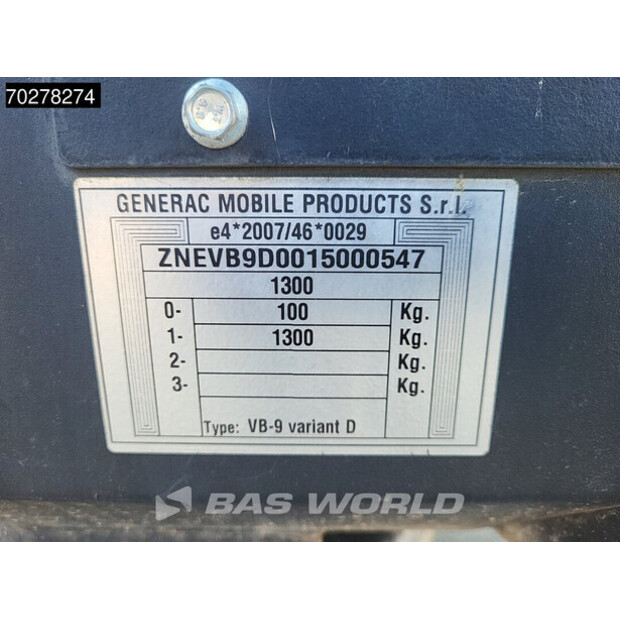 70278274
GENERAC MOBILE PRODUCTS S.r.l.
e4*2007/46*0029
ZNEVB9D0015000547
1300
0- 100 Kg.
1- 1300 Kg.
2- Kg.
3- Kg.
Type: VB-9 variant D
BAS WORLD